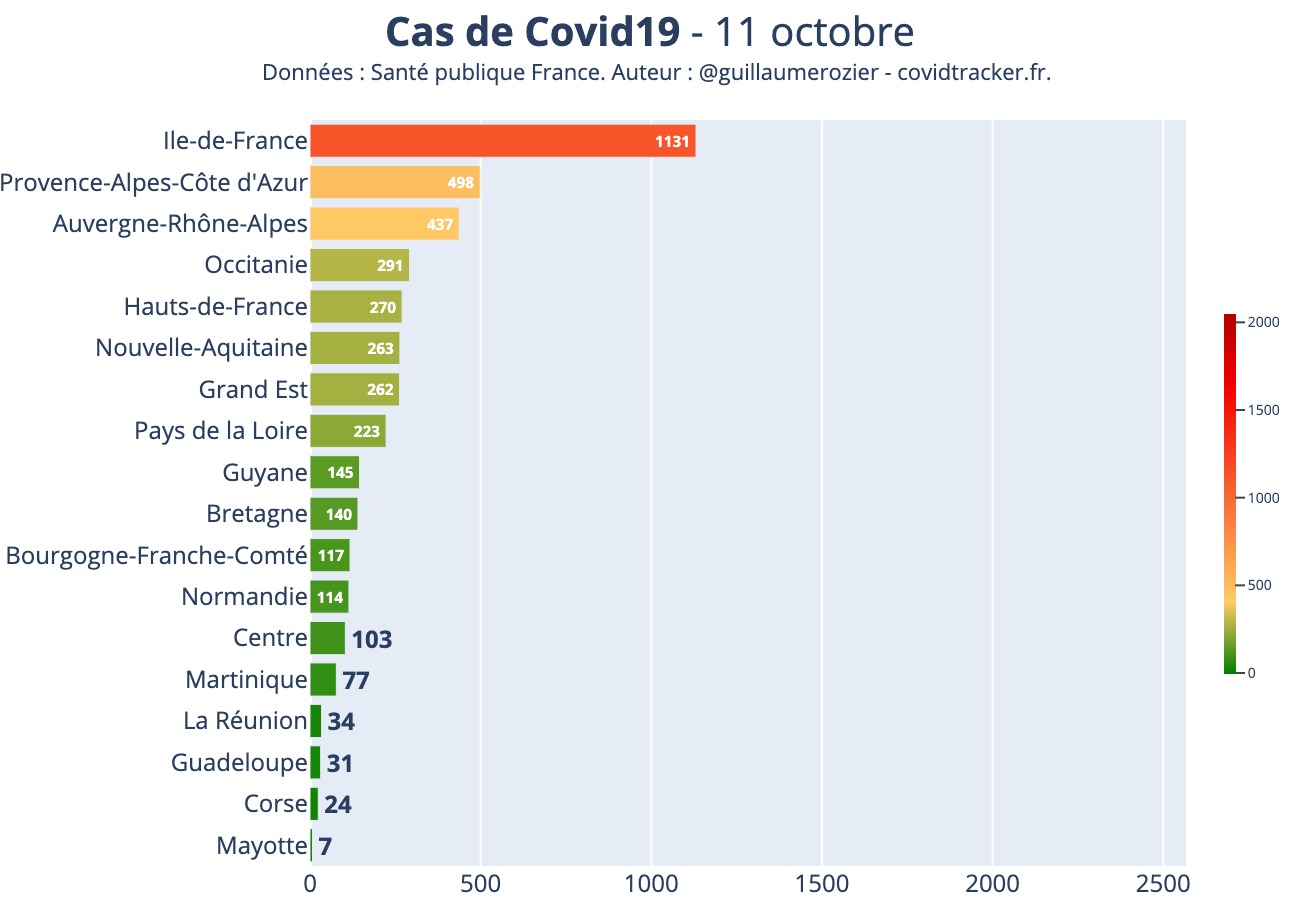 Cas de Covid19 - 11 octobre
Données : Santé publique France. Auteur : @guillaumerozier - covidtracker.fr.
Ile-de-France 1131
Provence-Alpes-Côte d'Azur 498
Auvergne-Rhône-Alpes 437
Occitanie 291
Hauts-de-France 270
Nouvelle-Aquitaine 263
Grand Est 262
Pays de la Loire 223
Guyane 145
Bretagne 140
Bourgogne-Franche-Comté 117
Normandie 114
Centre 103
Martinique 77
La Réunion 34
Guadeloupe 31
Corse 24
Mayotte 7
0 500 1000 1500 2000 2500
2000
1500
1000
500
0